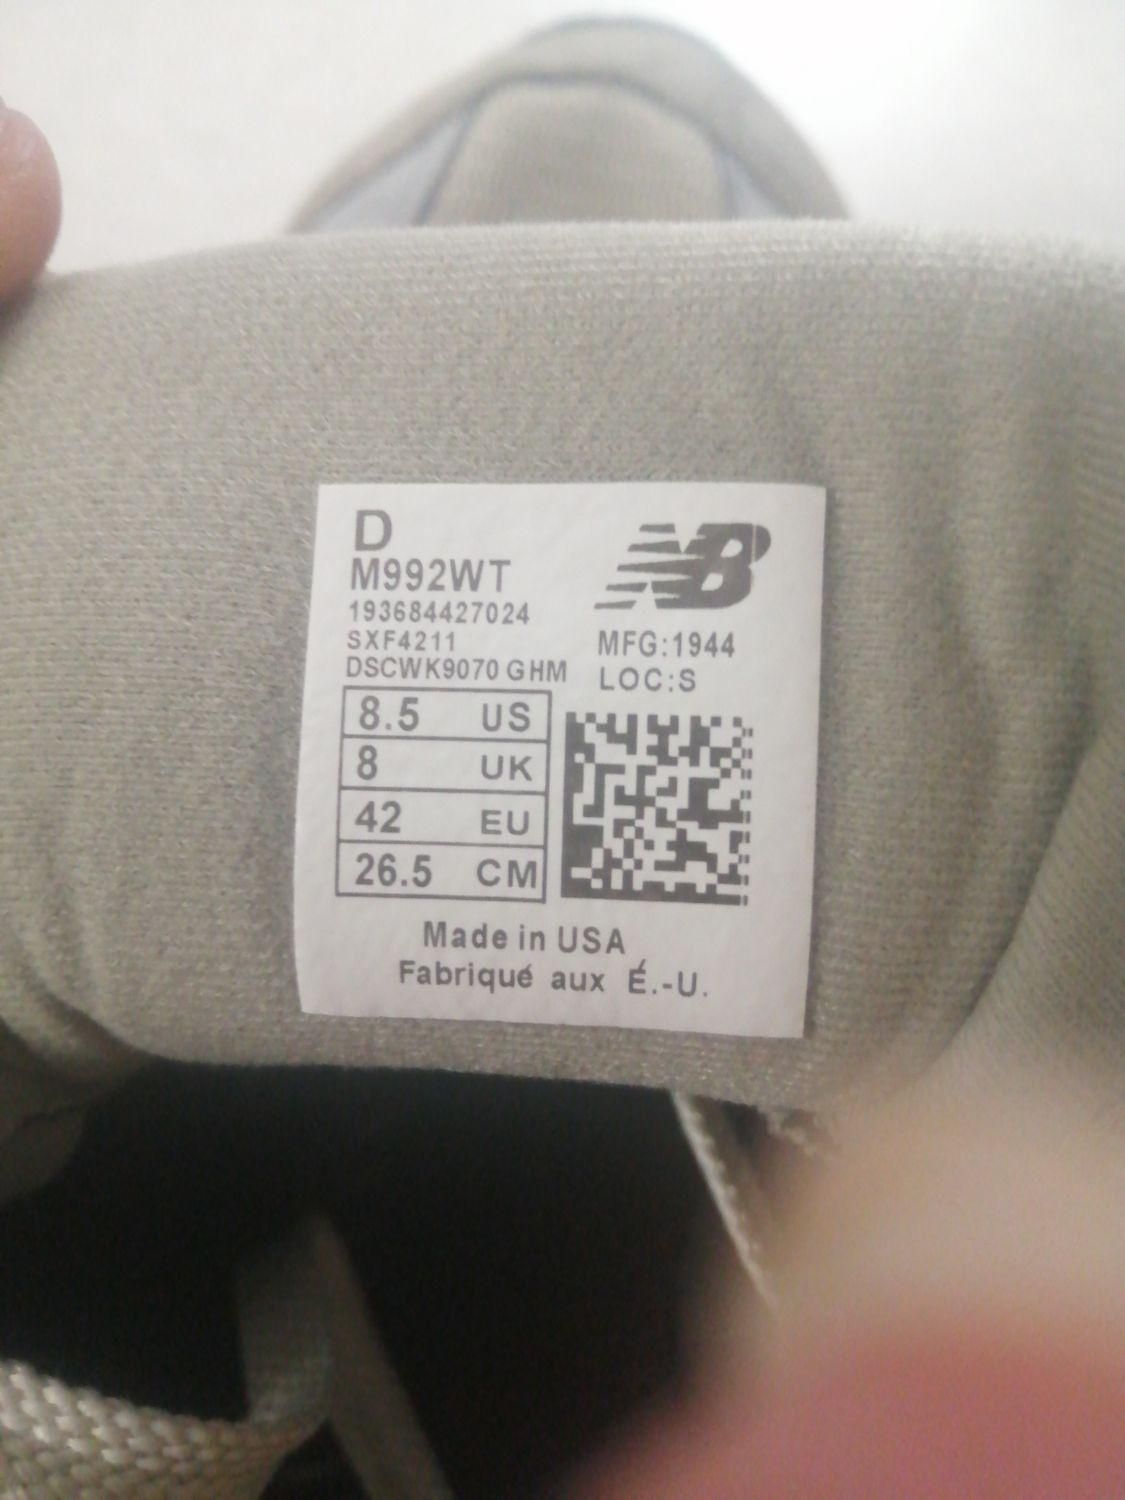 D
M992WT
193684427024
SXF4211
DSCWK9070 GHM
NB
MFG:1944
LOC:S
8.5 US
8 UK
42 EU
26.5 CM
Made in USA
Fabriqué aux É.-U.